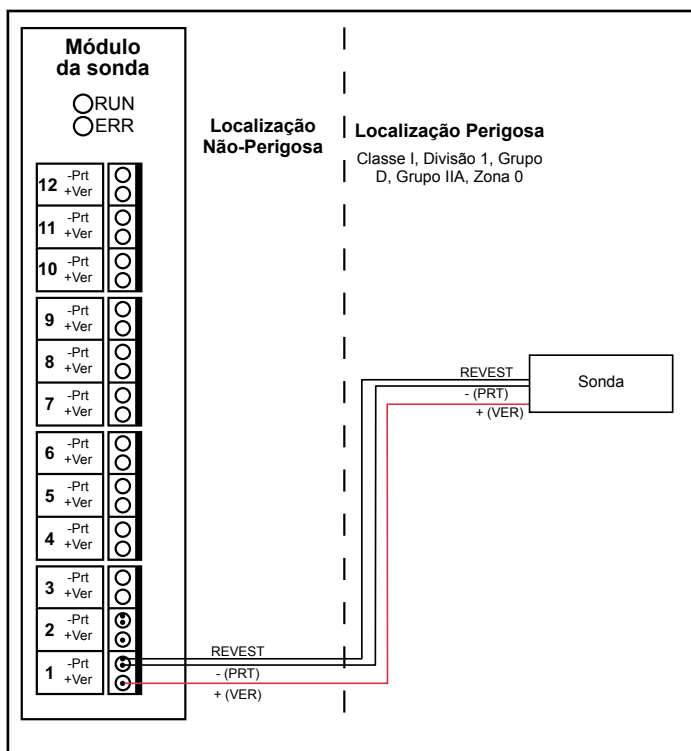 Módulo
da sonda
RUN
ERR
Localização
Não-Perigosa
Localização Perigosa
Classe I, Divisão 1, Grupo
D, Grupo IIA, Zona 0
12 -Prt
+Ver
11 -Prt
+Ver
10 -Prt
+Ver
9 -Prt
+Ver
8 -Prt
+Ver
7 -Prt
+Ver
6 -Prt
+Ver
5 -Prt
+Ver
4 -Prt
+Ver
3 -Prt
+Ver
2 -Prt
+Ver
1 -Prt
+Ver
REVEST
- (PRT)
+ (VER)
REVEST
- (PRT)
+ (VER)
Sonda